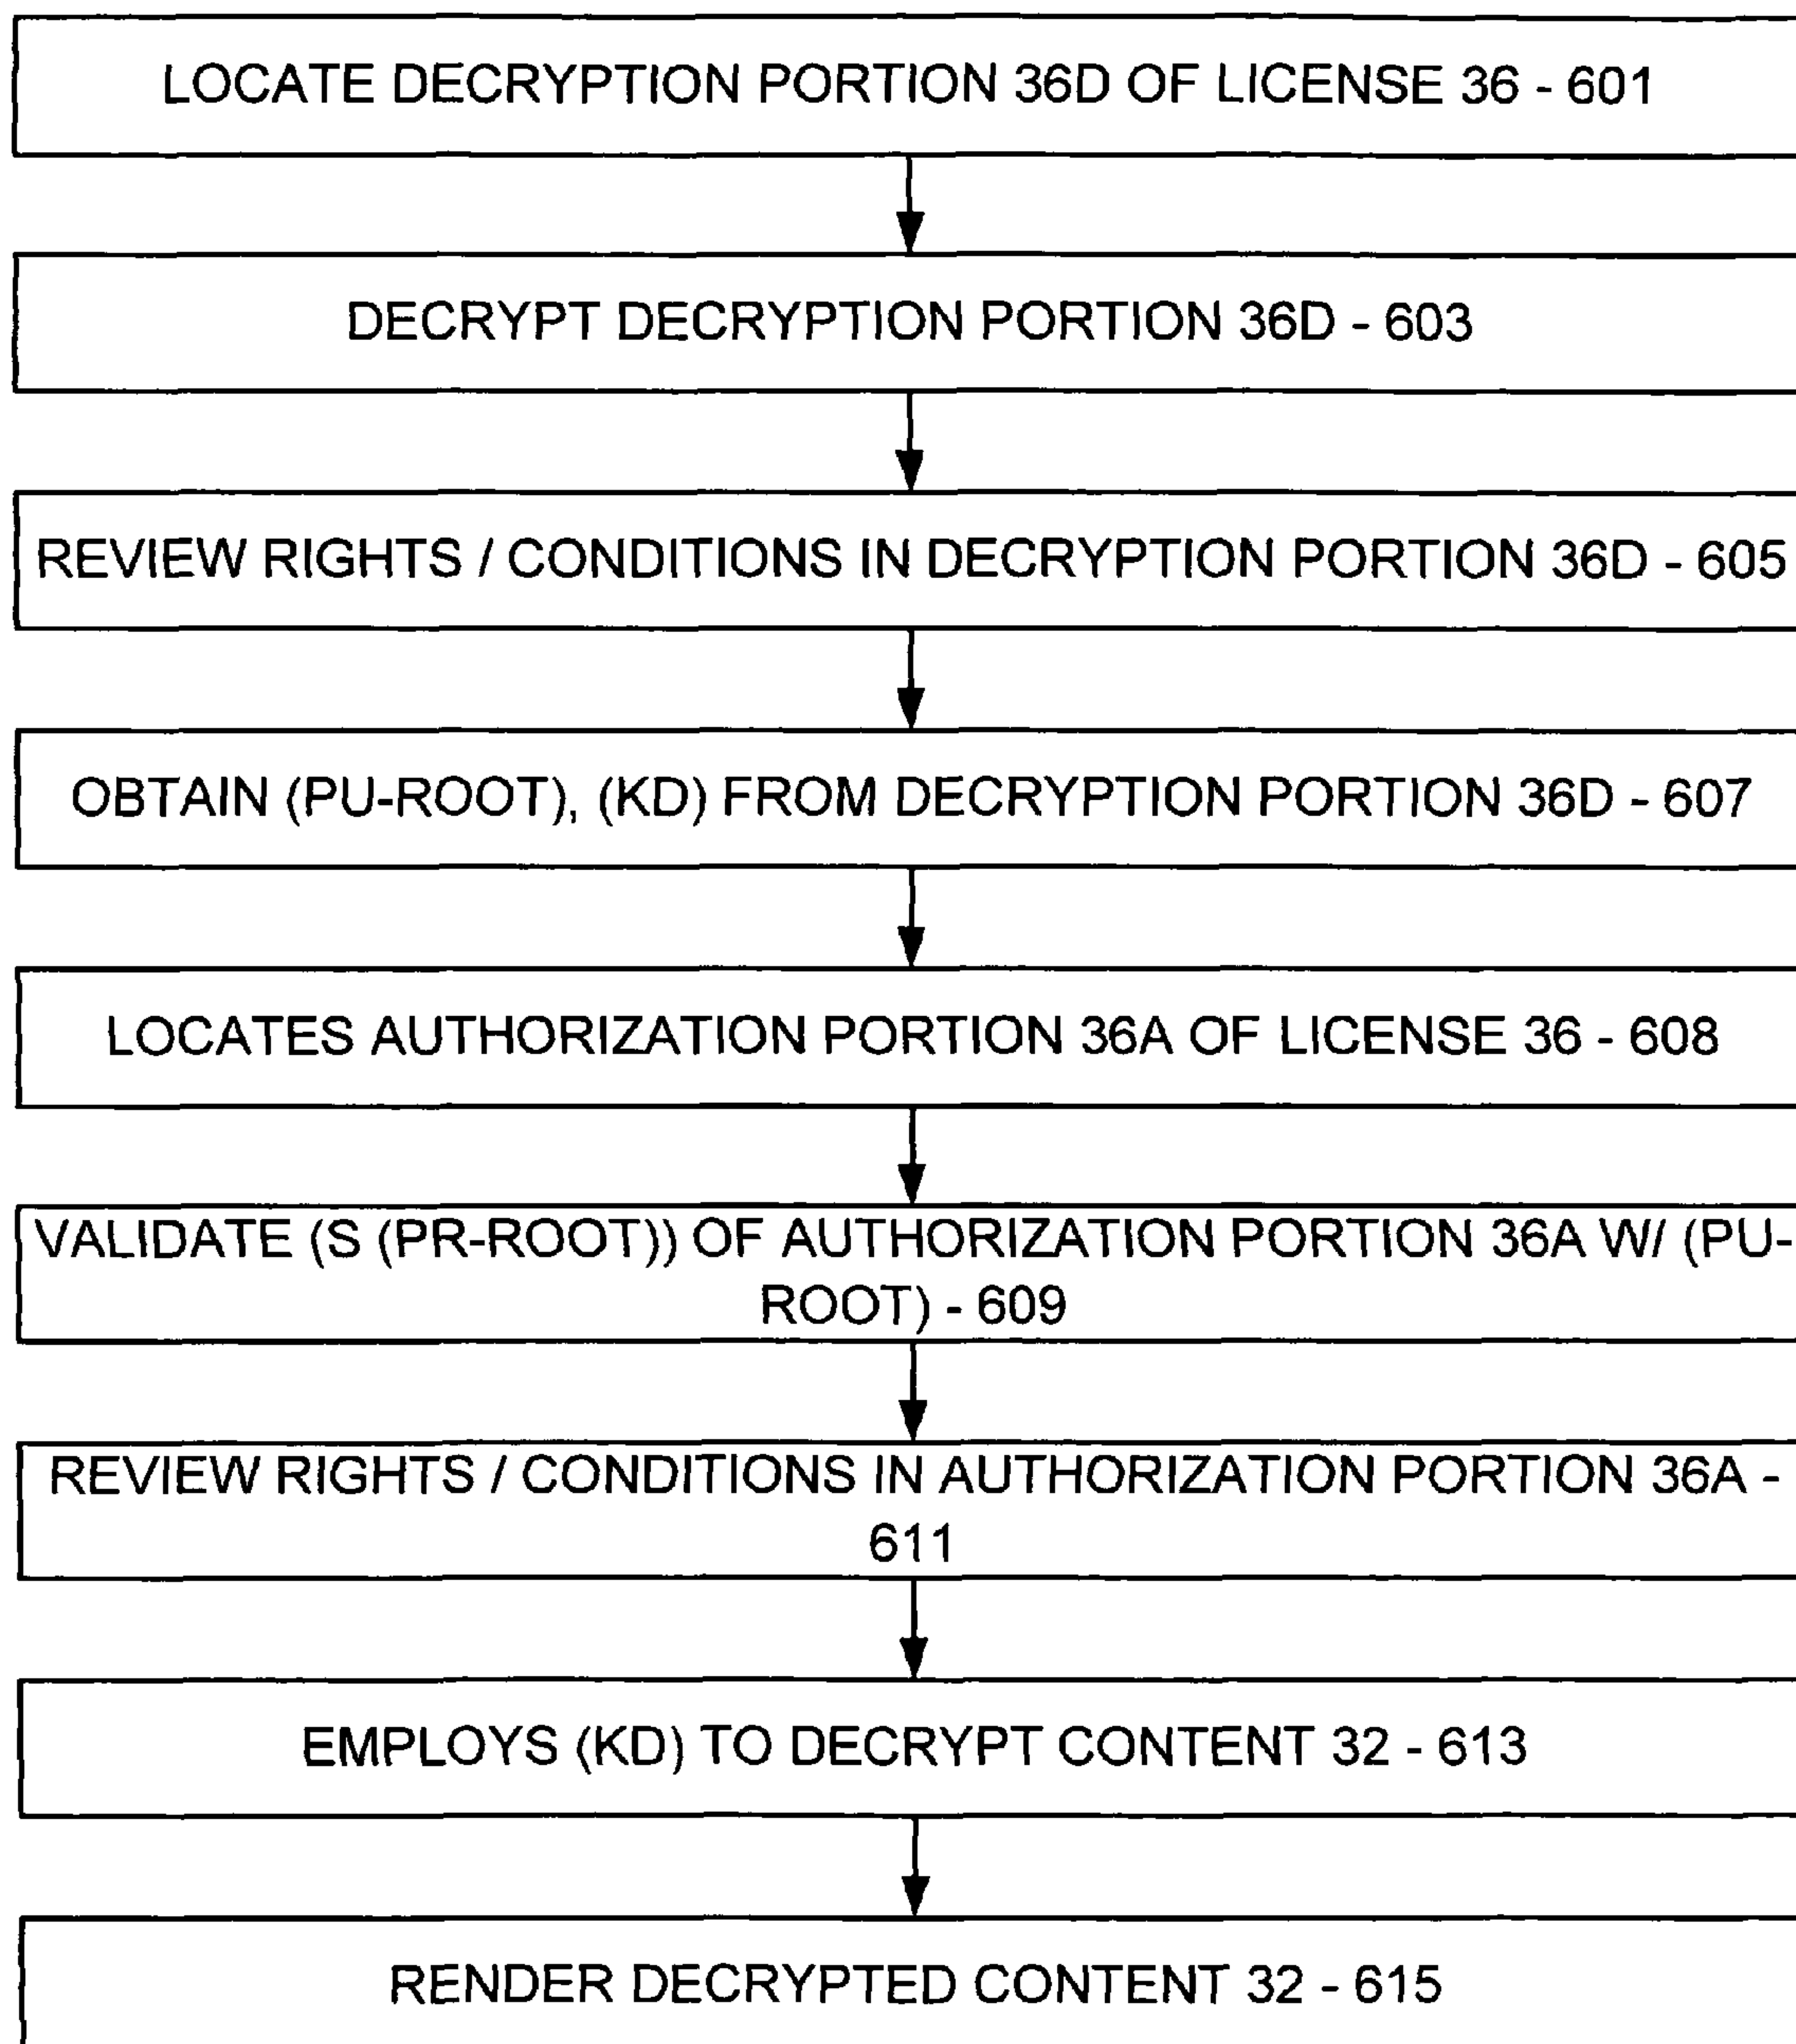 LOCATE DECRYPTION PORTION 36D OF LICENSE 36 - 601
DECRYPT DECRYPTION PORTION 36D - 603
REVIEW RIGHTS / CONDITIONS IN DECRYPTION PORTION 36D - 605
OBTAIN (PU-ROOT), (KD) FROM DECRYPTION PORTION 36D - 607
LOCATES AUTHORIZATION PORTION 36A OF LICENSE 36 - 608
VALIDATE (S (PR-ROOT)) OF AUTHORIZATION PORTION 36A W/ (PU-
ROOT) - 609
REVIEW RIGHTS / CONDITIONS IN AUTHORIZATION PORTION 36A -
611
EMPLOYS (KD) TO DECRYPT CONTENT 32 - 613
RENDER DECRYPTED CONTENT 32 - 615